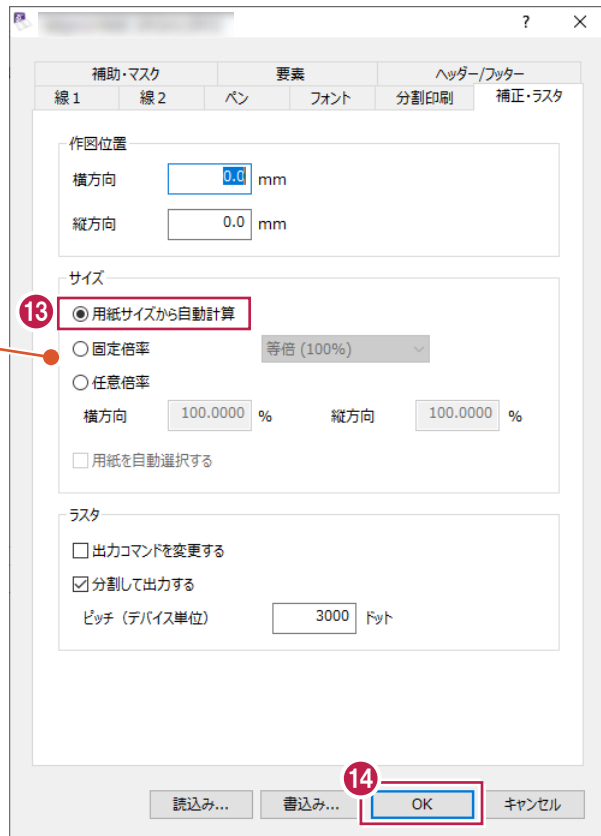 ? ×
補助・マスク 要素 ヘッダー/フッター
線1 線2 ペン フォント 分割印刷 補正・ラスタ
作図位置
横方向 0.0 mm
縦方向 0.0 mm
サイズ
13 用紙サイズから自動計算
固定倍率 等倍 (100%)
任意倍率
横方向 100.0000 % 縦方向 100.0000 %
用紙を自動選択する
ラスタ
出力コマンドを変更する
分割して出力する
ピッチ（デバイス単位） 3000 ドット
14
読込み... 書込み... OK キャンセル